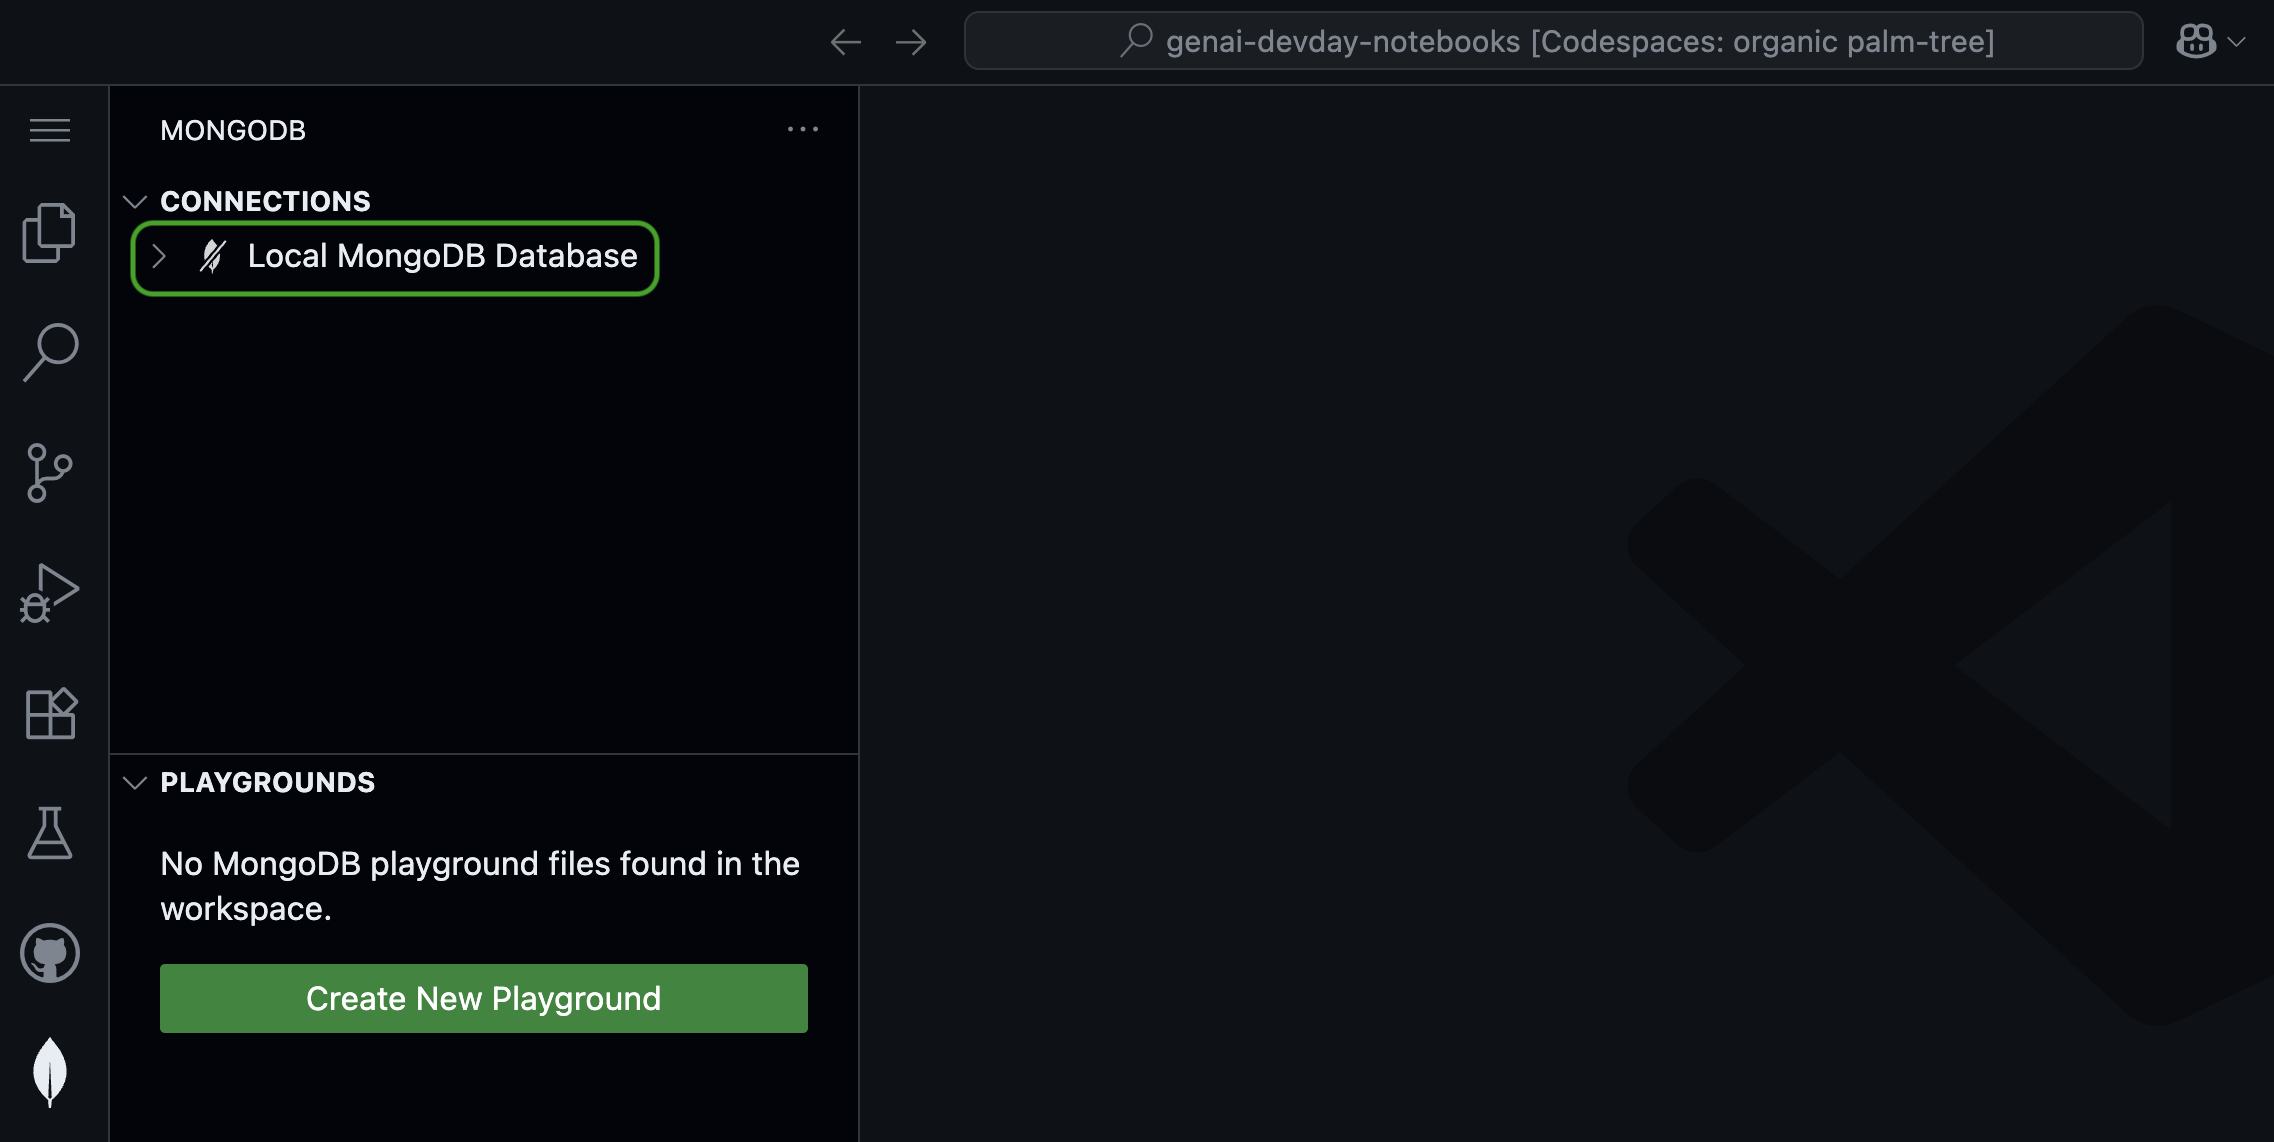 genai-devday-notebooks [Codespaces: organic palm-tree]
MONGODB
CONNECTIONS
Local MongoDB Database
PLAYGROUNDS
No MongoDB playground files found in the
workspace.
Create New Playground